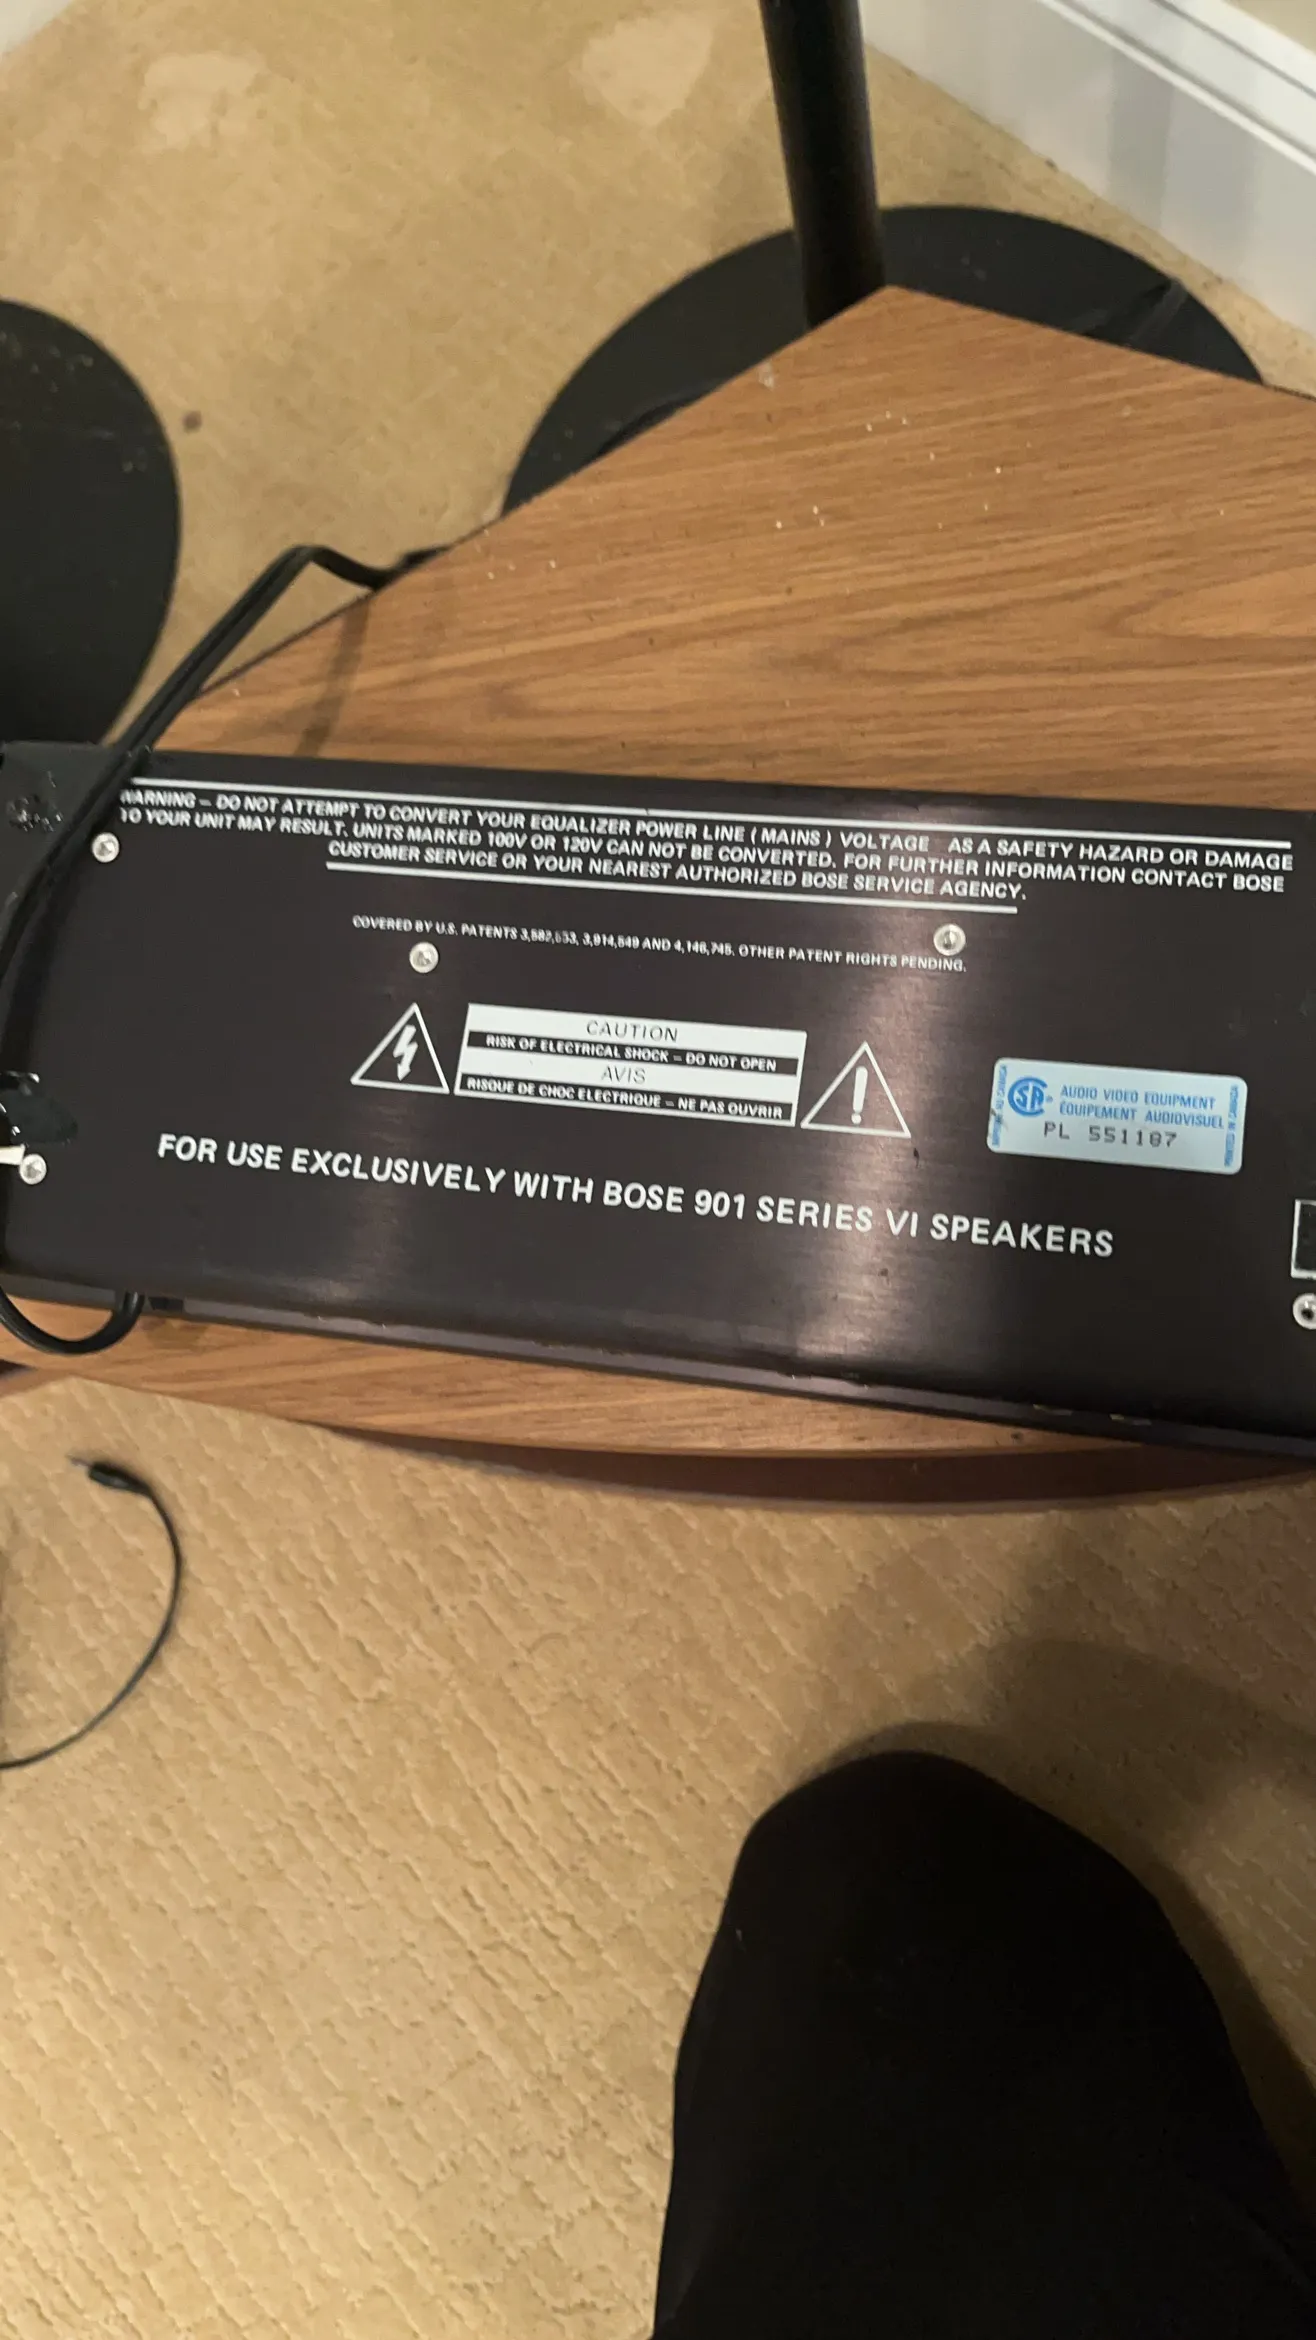 WARNING – DO NOT ATTEMPT TO CONVERT YOUR EQUALIZER POWER LINE ( MAINS ) VOLTAGE AS A SAFETY HAZARD OR DAMAGE
TO YOUR UNIT MAY RESULT. UNITS MARKED 100V OR 120V CAN NOT BE CONVERTED. FOR FURTHER INFORMATION CONTACT BOSE
CUSTOMER SERVICE OR YOUR NEAREST AUTHORIZED BOSE SERVICE AGENCY.
COVERED BY U.S. PATENTS 3,914,549 AND 4,146,745. OTHER PATENT RIGHTS PENDING.
CAUTION
RISK OF ELECTRICAL SHOCK – DO NOT OPEN
AVIS
RISQUE DE CHOC ELECTRIQUE – NE PAS OUVRIR
AUDIO VIDEO EQUIPMENT
ÉQUIPEMENT AUDIOVISUEL
PL 551187
FOR USE EXCLUSIVELY WITH BOSE 901 SERIES VI SPEAKERS